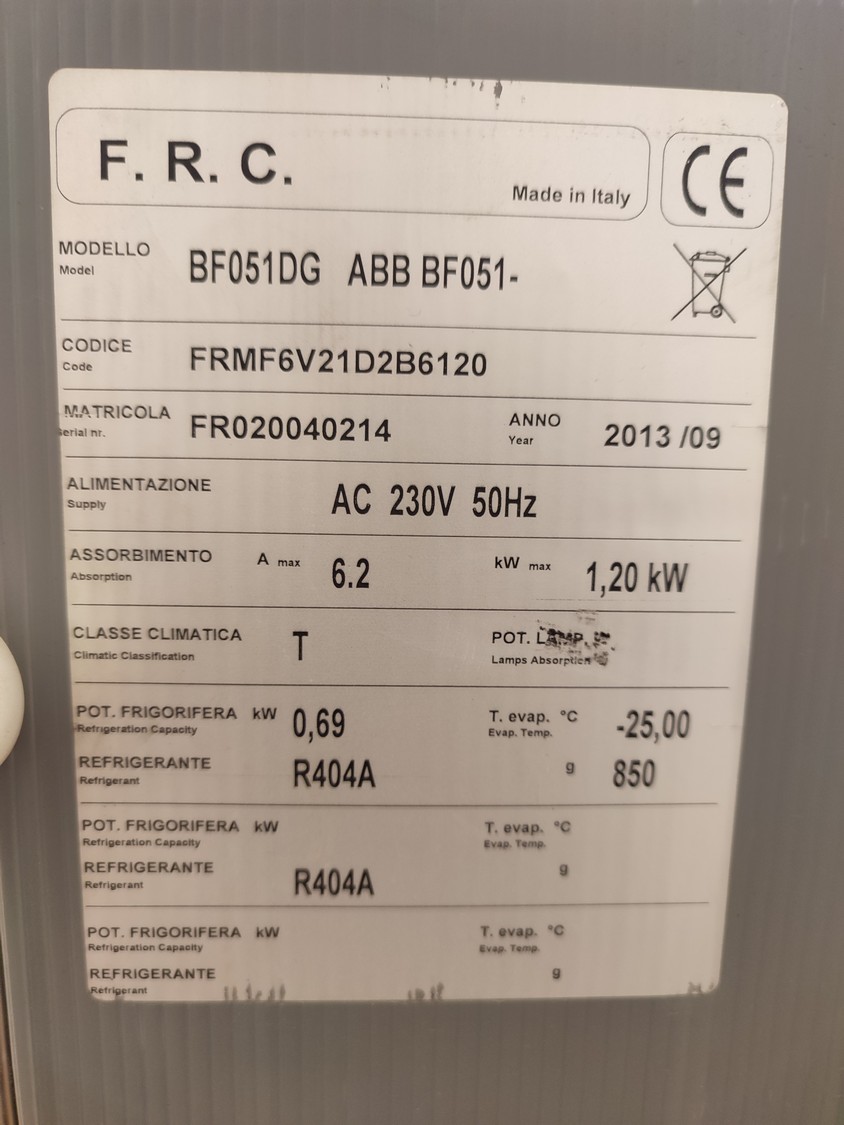 F. R. C.
Made in Italy
CE
MODELLO
Model
BF051DG ABB BF051-
CODICE
Code
FRMF6V21D2B6120
MATRICOLA
erial nr.
FR020040214
ANNO
Year
2013 /09
ALIMENTAZIONE
Supply
AC 230V 50Hz
ASSORBIMENTO
Absorption
A max
6.2
kW max
1,20 kW
CLASSE CLIMATICA
Climatic Classification
T
POT. LAMP.
Lamps Absorption
POT. FRIGORIFERA kW
Refrigeration Capacity
0,69
T. evap. °C
Evap. Temp.
-25,00
REFRIGERANTE
Refrigerant
R404A
g
850
POT. FRIGORIFERA kW
Refrigeration Capacity
T. evap. °C
Evap. Temp.
REFRIGERANTE
Refrigerant
R404A
g
POT. FRIGORIFERA kW
Refrigeration Capacity
T. evap. °C
Evap. Temp.
REFRIGERANTE
Refrigerant
g